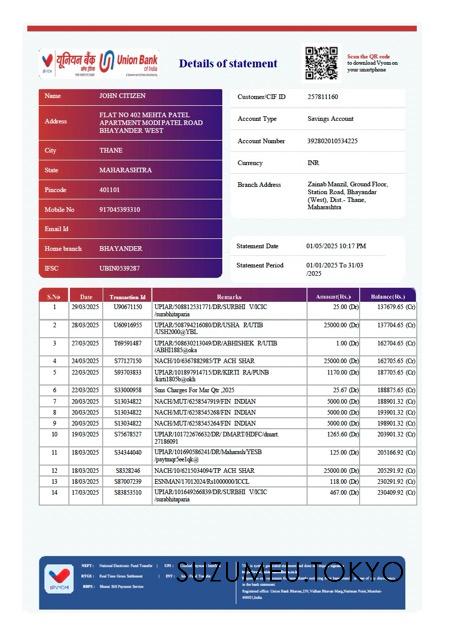 यूनियन बैंक Union Bank
of India
Details of statement
Scan the QR code
to download Vyom on
your smartphone
Name JOHN CITIZEN
Address FLAT NO 402 MEHTA PATEL
APARTMENT MODI PATEL ROAD
BHAYANDER WEST
City THANE
State MAHARASHTRA
Pincode 401101
Mobile No 917045393310
Email Id
Home branch BHAYANDER
IFSC UBIN0539287
Customer/CIF ID 257811160
Account Type Savings Account
Account Number 392802010534225
Currency INR
Branch Address Zainab Manzil, Ground Floor,
Station Road, Bhayandar
(West), Dist.- Thane,
Maharashtra
Statement Date 01/05/2025 10:17 PM
Statement Period 01/01/2025 To 31/03
/2025
S.No Date Transaction Id Remarks Amount(Rs.) Balance(Rs.)
1 29/03/2025 U90671150 UPIAR/508812531771/DR/SURBHI V/ICIC 25.00 (Dr) 137679.65 (Cr)
/surabhitaparia
2 28/03/2025 U60916955 UPIAR/508794216080/DR/USHA R/UTIB 25000.00 (Dr) 137704.65 (Cr)
/USH2000@YBL
3 27/03/2025 T69591487 UPIAR/508630213049/DR/ABHISHEK R/UTIB 1.00 (Dr) 162704.65 (Cr)
/ABHI1885@oka
4 24/03/2025 S77127150 NACH/10/6367882985/TP ACH SHAR 25000.00 (Dr) 162705.65 (Cr)
5 22/03/2025 S93703833 UPIAR/101897914715/DR/KIRTI RA/PUNB 1170.00 (Dr) 187705.65 (Cr)
/kirti1805b@okh
6 22/03/2025 S33000958 Sms Charges For Mar Qtr ,2025 25.67 (Dr) 188875.65 (Cr)
7 20/03/2025 S13034822 NACH/MUT/6258547919/FIN INDIAN 5000.00 (Dr) 188901.32 (Cr)
8 20/03/2025 S13034822 NACH/MUT/6258545268/FIN INDIAN 5000.00 (Dr) 193901.32 (Cr)
9 20/03/2025 S13034822 NACH/MUT/6258545264/FIN INDIAN 5000.00 (Dr) 198901.32 (Cr)
10 19/03/2025 S75678527 UPIAR/101722676632/DR/ DMART/HDFC/dmart. 1265.60 (Dr) 203901.32 (Cr)
27186091
11 18/03/2025 S34344040 UPIAR/101690586241/DR/Mahaesh/YESB 125.00 (Dr) 205166.92 (Cr)
12 18/03/2025 S8328246 NACH/10/6215034094/TP ACH SHAR 25000.00 (Dr) 205291.92 (Cr)
13 18/03/2025 S87007239 ESNMAN/17012024/Rs1000000/ICCL 118.00 (Dr) 230291.92 (Cr)
14 17/03/2025 S83853510 UPIAR/101649266839/DR/SURBHI V/ICIC 467.00 (Dr) 230409.92 (Cr)
/surabhitaparia
NEFT : National Electronic Fund Transfer
RTGS : Real Time Gross Settlement
BBPS : Bharat Bill Payment Service
SUZUMEU TOKYO
Registered office: Union Bank Bhavan,239, Vidhan Bhavan Marg,Nariman Point,Mumbai-
400021,India